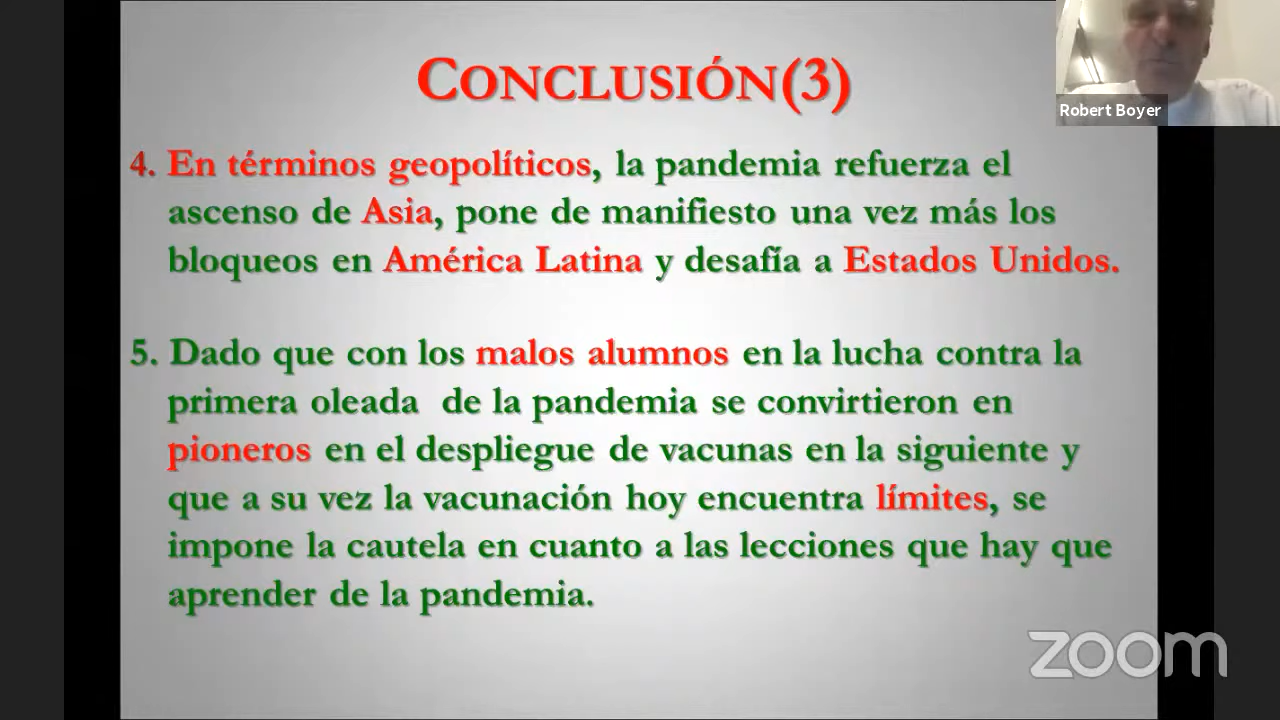 CONCLUSIÓN(3)
Robert Boyer
4. En términos geopolíticos, la pandemia refuerza el
ascenso de Asia, pone de manifiesto una vez más los
bloqueos en América Latina y desafía a Estados Unidos.
5. Dado que con los malos alumnos en la lucha contra la
primera oleada de la pandemia se convirtieron en
pioneros en el despliegue de vacunas en la siguiente y
que a su vez la vacunación hoy encuentra límites, se
impone la cautela en cuanto a las lecciones que hay que
aprender de la pandemia.
zoom